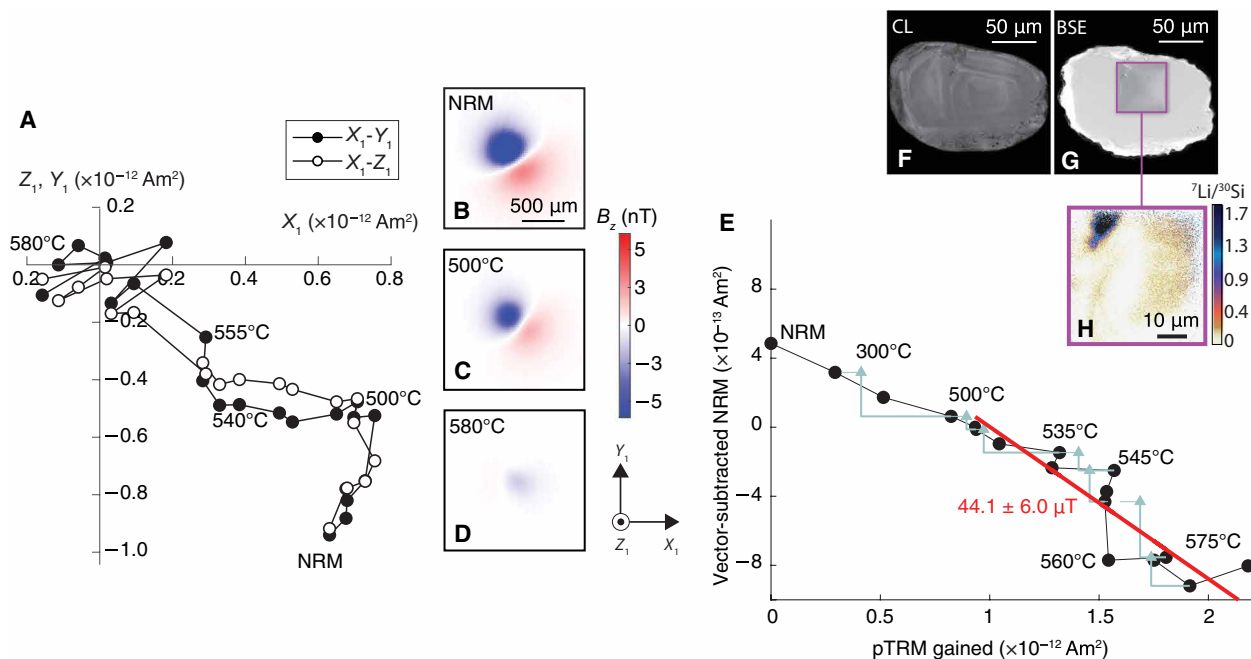 A
X₁-Y₁
X₁-Z₁
Z₁, Y₁ (×10⁻¹² Am²)
X₁ (×10⁻¹² Am²)
0.2
580°C
0.2
0
0.2
0.4
0.6
0.8
−0.2
555°C
−0.4
540°C
500°C
−0.6
−0.8
−1.0
NRM
NRM
B
500 μm
500°C
C
580°C
D
B_z (nT)
5
3
0
−3
−5
Y₁
Z₁
X₁
CL
50 μm
F
BSE
50 μm
G
⁷Li/³⁰Si
1.7
1.3
0.9
0.4
0
H
10 μm
E
Vector-subtracted NRM (×10⁻¹³ Am²)
4
0
−4
−8
NRM
300°C
500°C
535°C
545°C
44.1 ± 6.0 μT
560°C
575°C
0
0.5
1
1.5
2
pTRM gained (×10⁻¹² Am²)